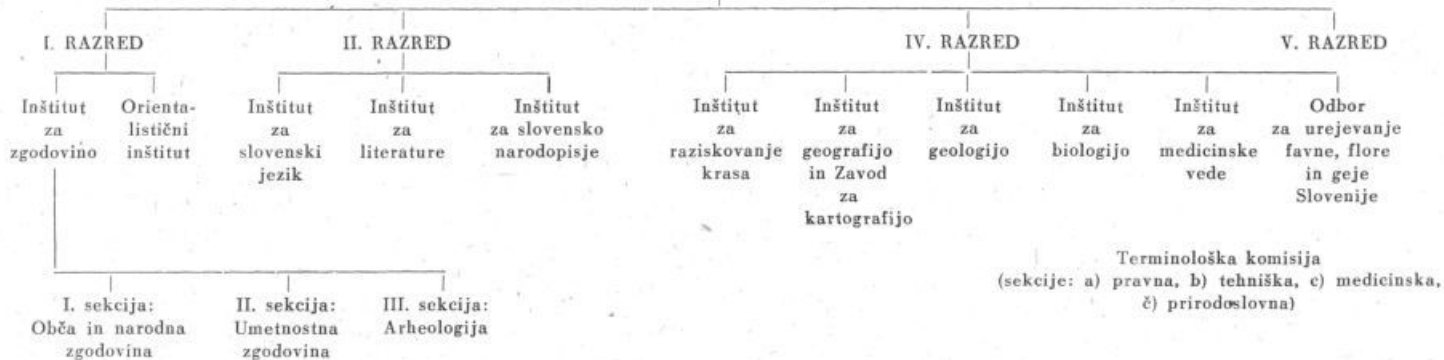 I. RAZRED
II. RAZRED
IV. RAZRED
V. RAZRED
Inštitut
za
zgodovino
Orienta-
listični
inštitut
Inštitut
za
slovenski
jezik
Inštitut
za
literature
Inštitut
za slovensko
narodopisje
Inštitut
za
raziskovanje
krasa
Inštitut
za
geografijo
in Zavod
za
kartografijo
Inštitut
za
geologijo
Inštitut
za
biologijo
Inštitut
za
medicinske
vede
Odbor
za urejevanje
favne, flore
in geje
Slovenije
Terminološka komisija
(sekcije: a) pravna, b) tehniška, c) medicinska,
č) prirodoslovna)
I. sekcija:
Obča in narodna
zgodovina
II. sekcija:
Umetnostna
zgodovina
III. sekcija:
Arheologija